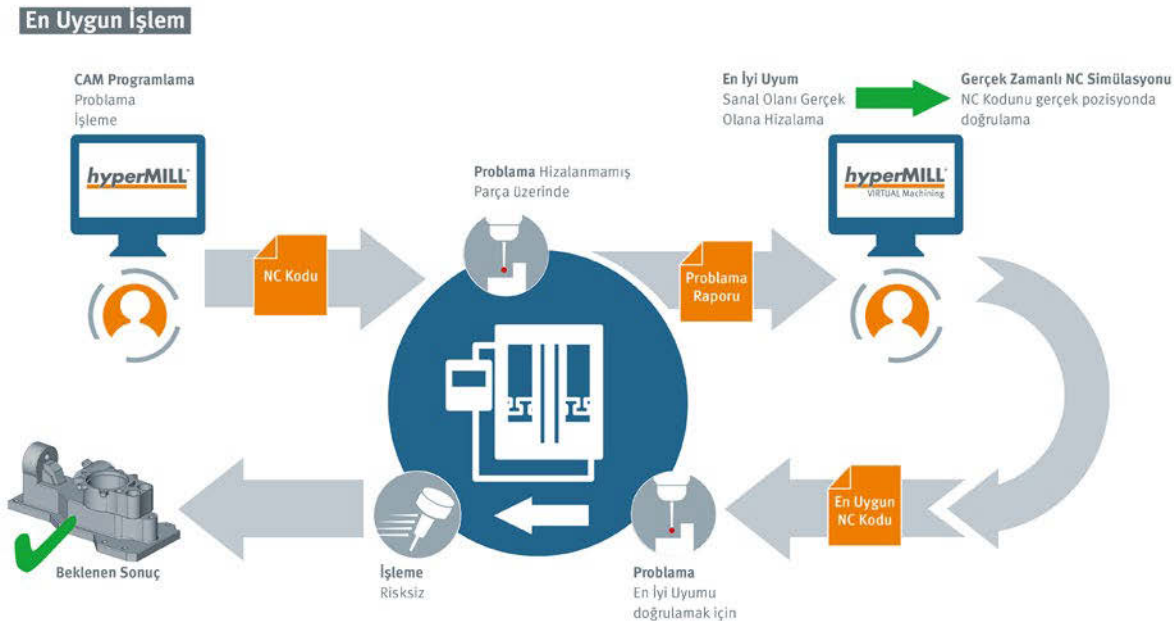 En Uygun İşlem
CAM Programlama
Problama
İşleme
hyperMILL®
NC Kodu
Problama Hizalanmamış
Parça üzerinde
Problama
Raporu
En İyi Uyum
Sanal Olanı Gerçek
Olana Hizalama
Gerçek Zamanlı NC Simülasyonu
NC Kodunu gerçek pozisyonda
doğrulama
hyperMILL®
VIRTUAL Machining
En Uygun
NC Kodu
Problama
En İyi Uyumu
doğrulamak için
İşleme
Risksiz
Beklenen Sonuç